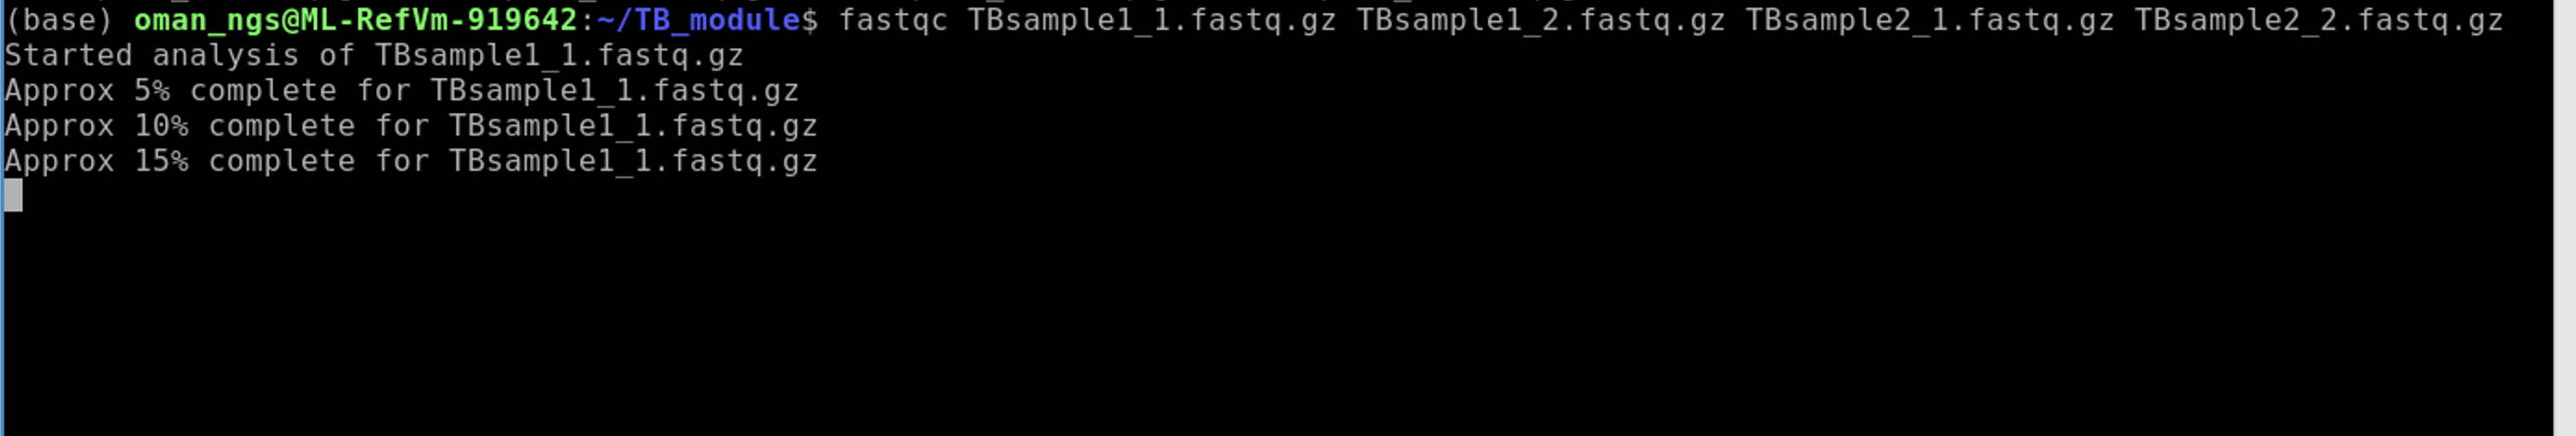 (base) oman_ngs@ML-RefVm-919642:~/TB_module$ fastqc TBsample1_1.fastq.gz TBsample1_2.fastq.gz TBsample2_1.fastq.gz TBsample2_2.fastq.gz
Started analysis of TBsample1_1.fastq.gz
Approx 5% complete for TBsample1_1.fastq.gz
Approx 10% complete for TBsample1_1.fastq.gz
Approx 15% complete for TBsample1_1.fastq.gz